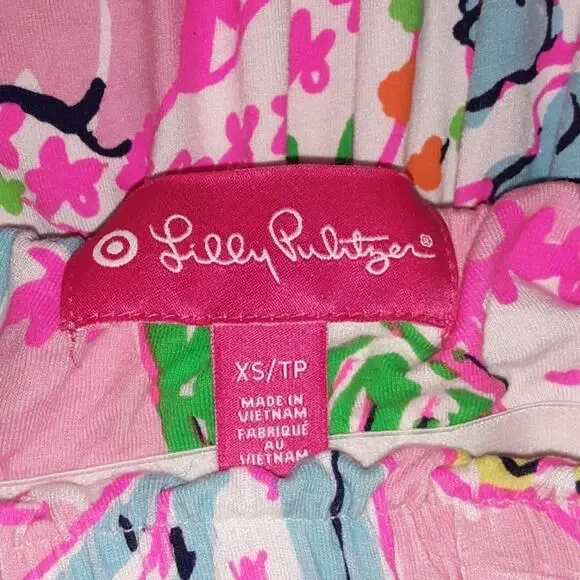 Lilly Pulitzer®
XS/TP
MADE IN
VIETNAM
FABRIQUÉ
AU
VIETNAM